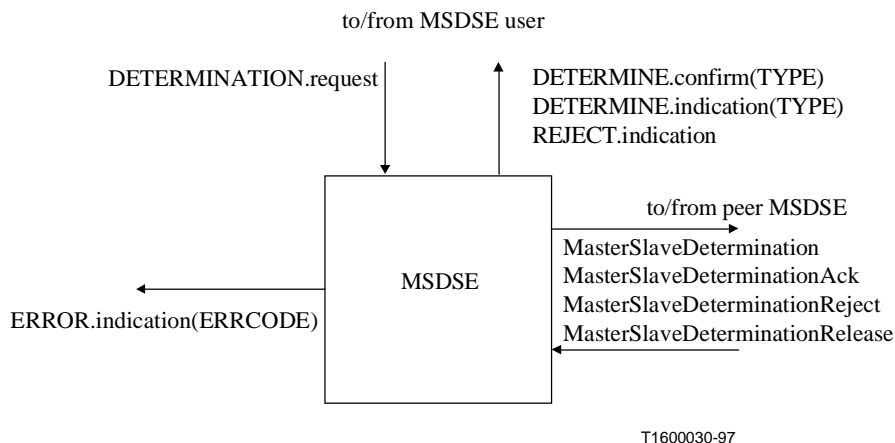 to/from MSDSE user
DETERMINATION.request
DETERMINE.confirm(TYPE)
DETERMINE.indication(TYPE)
REJECT.indication
to/from peer MSDSE
MasterSlaveDetermination
MasterSlaveDeterminationAck
MasterSlaveDeterminationReject
MasterSlaveDeterminationRelease
MSDSE
ERROR.indication(ERRCODE)
T1600030-97